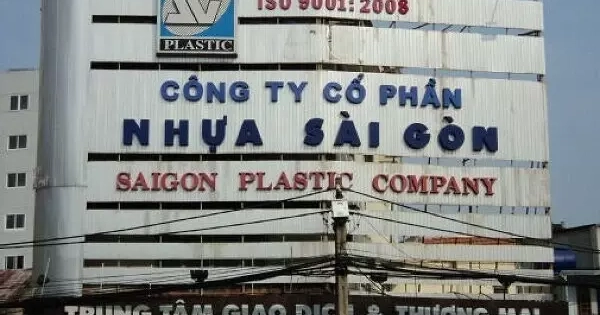 ISO 9001: 2008
PLASTIC
CÔNG TY CỔ PHẦN
NHỰA SÀI GÒN
SAIGON PLASTIC COMPANY
TRUNG TÂM GIAO DỊCH & THƯƠNG MẠI